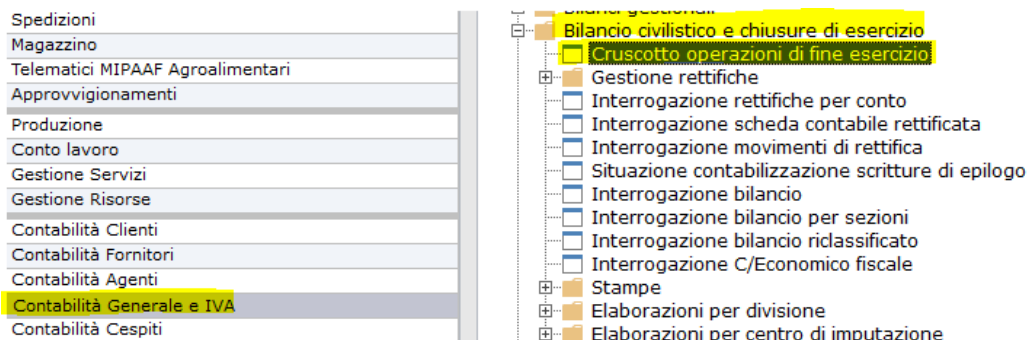 Spedizioni
Magazzino
Telematici MIPAAF Agroalimentari
Approvvigionamenti
Produzione
Conto lavoro
Gestione Servizi
Gestione Risorse
Contabilità Clienti
Contabilità Fornitori
Contabilità Agenti
Contabilità Generale e IVA
Contabilità Cespiti
Bilanci gestionali
Bilancio civilistico e chiusure di esercizio
Cruscotto operazioni di fine esercizio
Gestione rettifiche
Interrogazione rettifiche per conto
Interrogazione scheda contabile rettificata
Interrogazione movimenti di rettifica
Situazione contabilizzazione scritture di epilogo
Interrogazione bilancio
Interrogazione bilancio per sezioni
Interrogazione bilancio riclassificato
Interrogazione C/Economico fiscale
Stampe
Elaborazioni per divisione
Elaborazioni per centro di imputazione